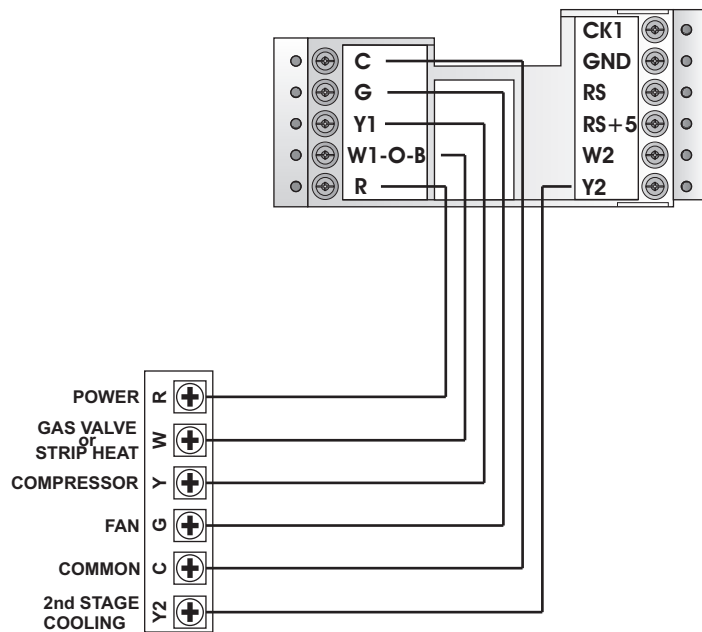 C
G
Y1
W1-O-B
R
CK1
GND
RS
RS+5
W2
Y2
POWER R
GAS VALVE
or
STRIP HEAT
W
COMPRESSOR Y
FAN G
COMMON C
2nd STAGE
COOLING
Y2